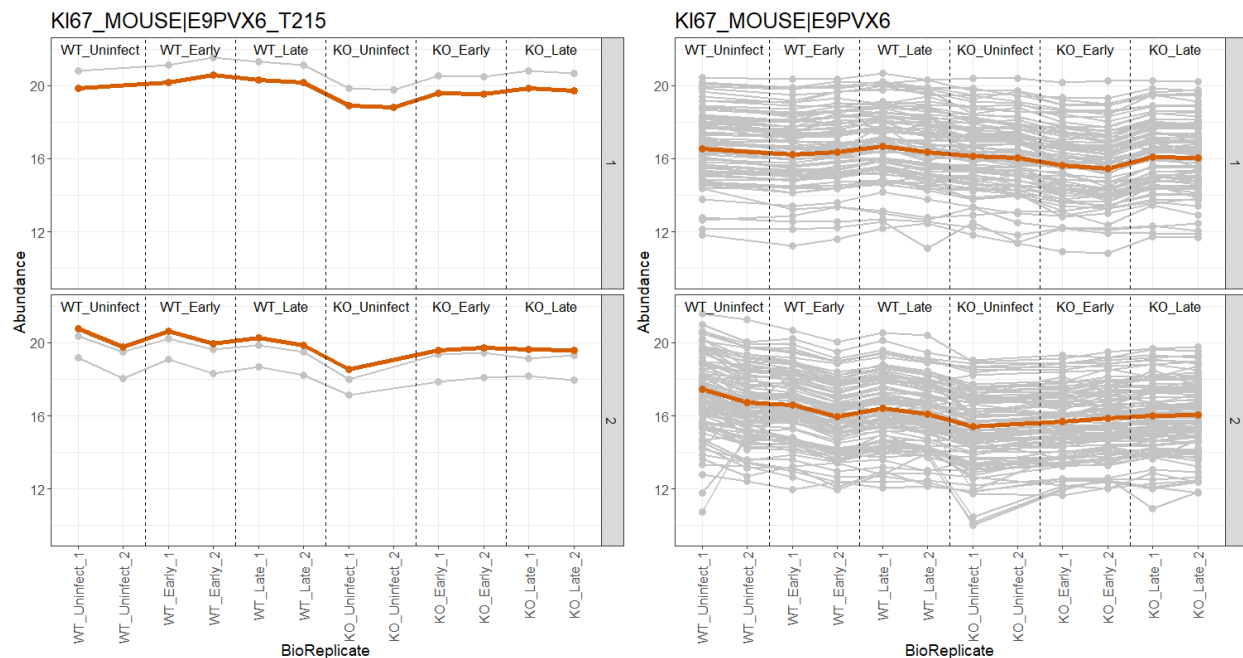 KI67_MOUSE|E9PVX6_T215
WT_Uninfect WT_Early WT_Late KO_Uninfect KO_Early KO_Late
20
16
12
1
WT_Uninfect WT_Early WT_Late KO_Uninfect KO_Early KO_Late
20
16
12
2
Abundance
WT_Uninfect_1
WT_Uninfect_2
WT_Early_1
WT_Early_2
WT_Late_1
WT_Late_2
KO_Uninfect_1
KO_Uninfect_2
KO_Early_1
KO_Early_2
KO_Late_1
KO_Late_2
BioReplicate
KI67_MOUSE|E9PVX6
WT_Uninfect WT_Early WT_Late KO_Uninfect KO_Early KO_Late
20
16
12
1
WT_Uninfect WT_Early WT_Late KO_Uninfect KO_Early KO_Late
20
16
12
2
Abundance
WT_Uninfect_1
WT_Uninfect_2
WT_Early_1
WT_Early_2
WT_Late_1
WT_Late_2
KO_Uninfect_1
KO_Uninfect_2
KO_Early_1
KO_Early_2
KO_Late_1
KO_Late_2
BioReplicate